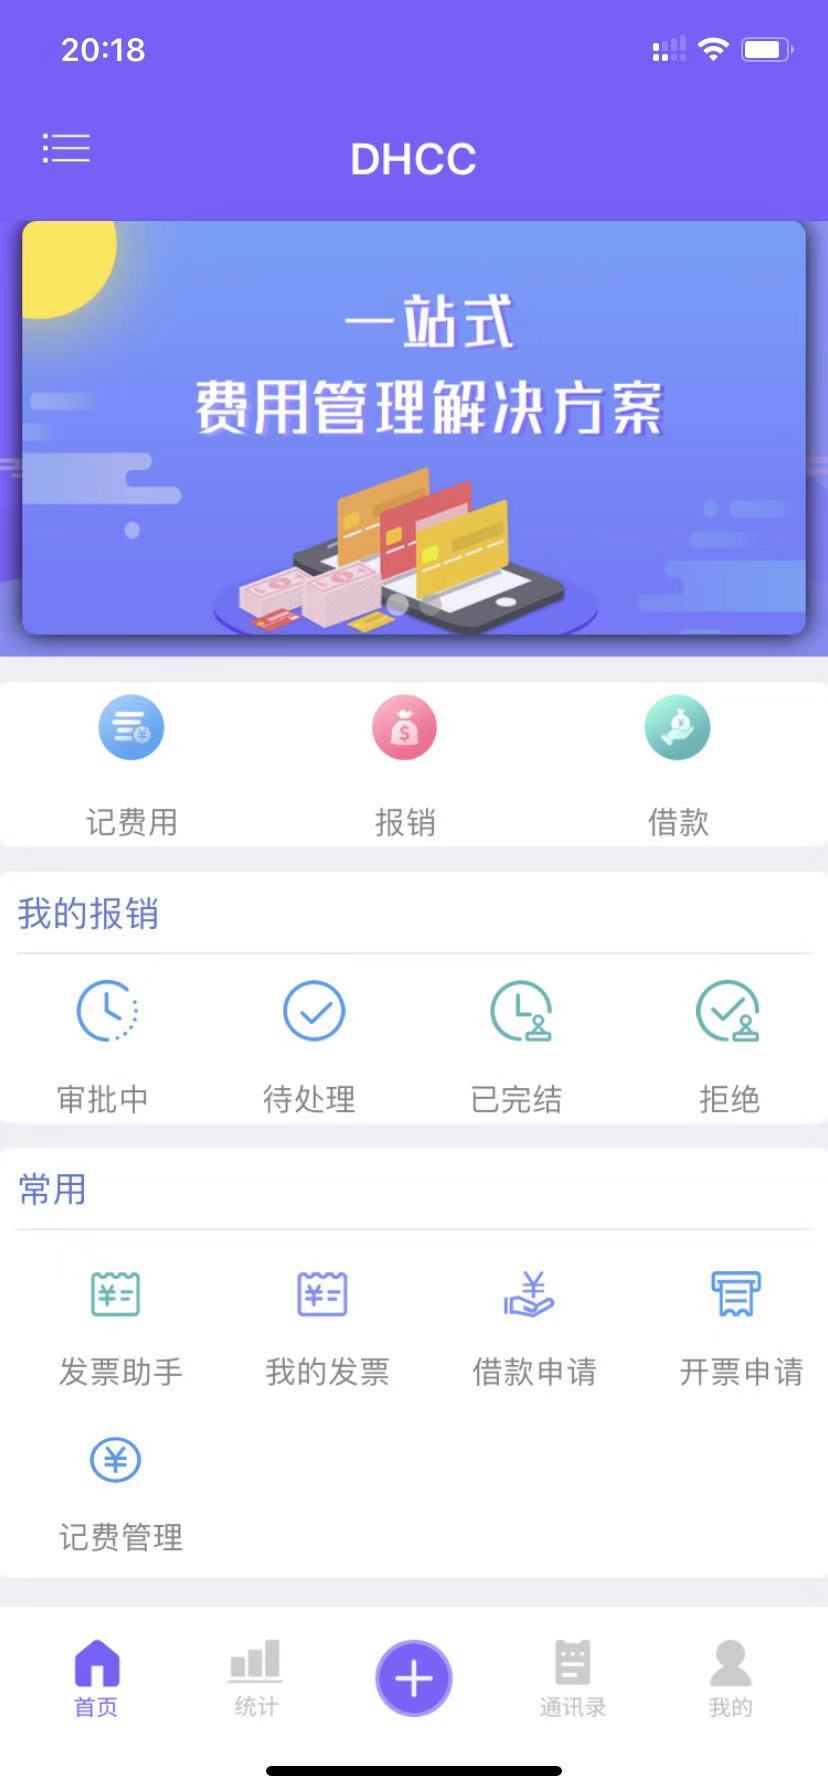 20:18
DHCC
一站式
费用管理解决方案
记费用 报销 借款
我的报销
审批中 待处理 已完结 拒绝
常用
发票助手 我的发票 借款申请 开票申请
记费管理
首页 统计 通讯录 我的